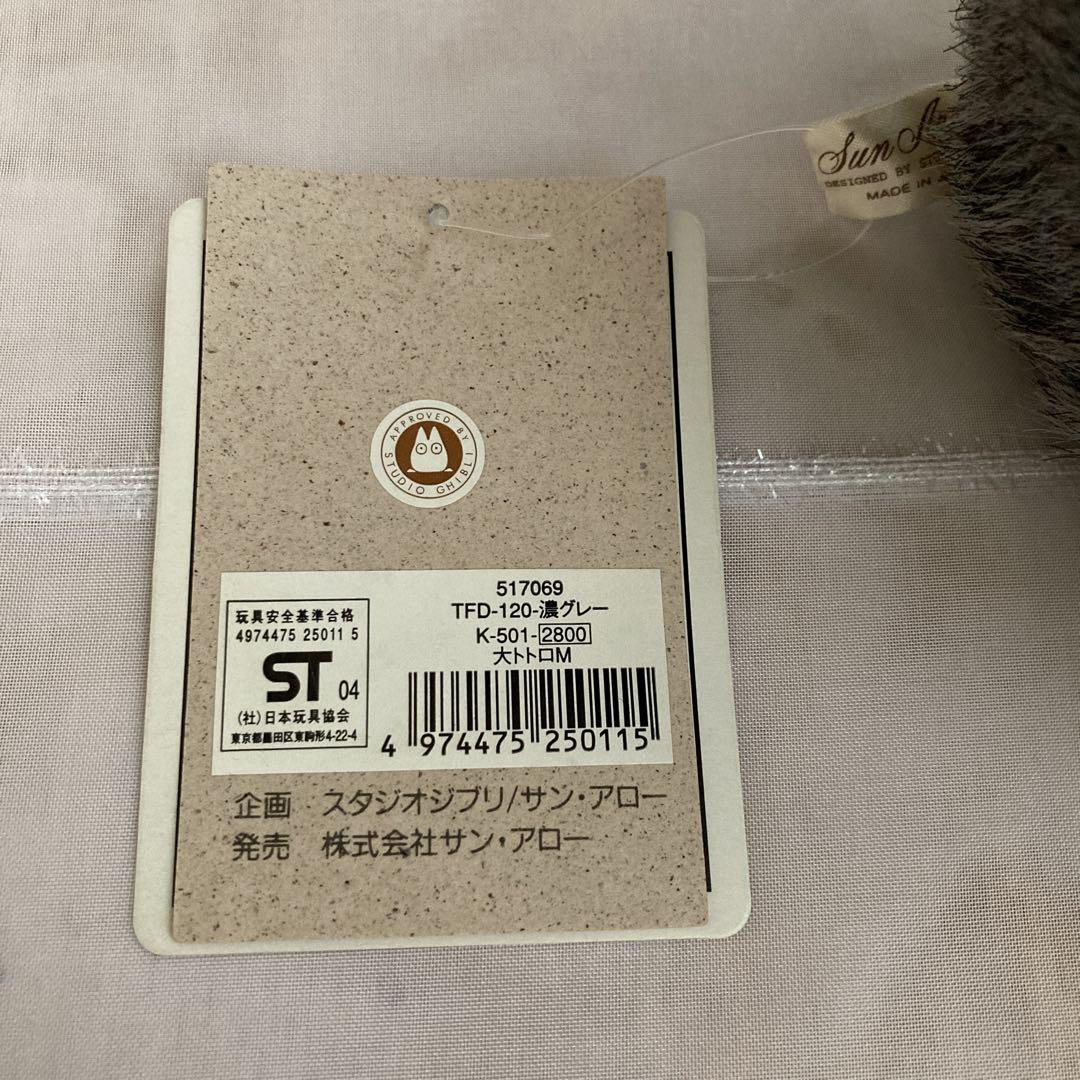 Sun
DESIGNED BY
MADE IN
APPROVED BY
STUDIO GHIBLI
517069
TFD-120-濃グレー
K-501-2800
大トトロM
玩具安全基準合格
4974475 25011 5
ST 04
(社)日本玩具協会
東京都墨田区東駒形4-22-4
4 974475 250115
企画 スタジオジブリ/サン・アロー
発売 株式会社サン・アロー